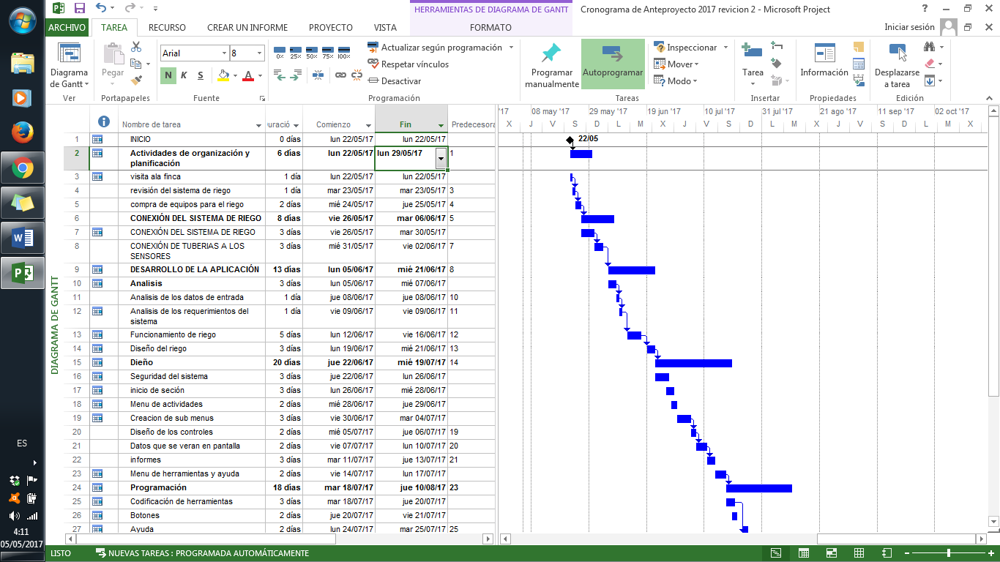 HERRAMIENTAS DE DIAGRAMA DE GANTT
Cronograma de Anteproyecto 2017 revicion 2 - Microsoft Project
ARCHIVO TAREA RECURSO CREAR UN INFORME PROYECTO VISTA FORMATO Iniciar sesión
Diagrama de Gantt
Ver
Pegar
Portapapeles
Arial 8
N K S
Fuente
0% 25% 50% 75% 100%
Actualizar según programación
Respetar vínculos
Desactivar
Programación
Programar manualmente
Autoprogramar
Inspeccionar
Mover
Modo
Tareas
Tarea
Insertar
Información
Propiedades
Desplazarse a tarea
Edición
'17 08 may '17 29 may '17 19 jun '17 10 jul '17 31 jul '17 21 ago '17 11 sep '17 02 oct '17
X J V S D L M X J V S D L M X J V
Nombre de tarea Comienzo Fin Predecesora
1 INICIO 0 días lun 22/05/17 lun 22/05/17
22/05
2 Actividades de organización y planificación 6 días lun 22/05/17 lun 29/05/17 1
3 visita ala finca 1 día lun 22/05/17 lun 22/05/17
4 revisión del sistema de riego 1 día mar 23/05/17 mar 23/05/17 3
5 compra de equipos para el riego 2 días mié 24/05/17 jue 25/05/17 4
6 CONEXIÓN DEL SISTEMA DE RIEGO 8 días vie 26/05/17 mar 06/06/17 5
7 CONEXIÓN DEL SISTEMA DE RIEGO 3 días vie 26/05/17 mar 30/05/17
8 CONEXIÓN DE TUBERIAS A LOS SENSORES 3 días mié 31/05/17 vie 02/06/17 7
9 DESARROLLO DE LA APLICACIÓN 13 días lun 05/06/17 mié 21/06/17 8
10 Analisis 3 días lun 05/06/17 mié 07/06/17
11 Analisis de los datos de entrada 1 día jue 08/06/17 jue 08/06/17 10
12 Analisis de los requerimientos del sistema 1 día vie 09/06/17 vie 09/06/17 11
13 Funcionamiento de riego 5 días lun 12/06/17 vie 16/06/17 12
14 Diseño del riego 3 días lun 19/06/17 mié 21/06/17 13
15 Dieño 20 días jue 22/06/17 mié 19/07/17 14
16 Seguridad del sistema 3 días jue 22/06/17 lun 26/06/17
17 inicio de seción 3 días lun 26/06/17 mié 28/06/17
18 Menu de actividades 2 días mié 28/06/17 jue 29/06/17
19 Creacion de sub menus 3 días vie 30/06/17 mar 04/07/17
20 Diseño de los controles 2 días mié 05/07/17 jue 06/07/17 19
21 Datos que se veran en pantalla 2 días vie 07/07/17 lun 10/07/17 20
22 informes 3 días mar 11/07/17 jue 13/07/17 21
23 Menu de herramientas y ayuda 2 días vie 14/07/17 lun 17/07/17
24 Programación 18 días mar 18/07/17 jue 10/08/17 23
25 Codificación de herramientas 3 días mar 18/07/17 jue 20/07/17
26 Botones 2 días jue 20/07/17 vie 21/07/17
27 Ayuda 2 días lun 24/07/17 mar 25/07/17 25
DIAGRAMA DE GANTT
ES
4:11
05/05/2017
LISTO NUEVAS TAREAS : PROGRAMADA AUTOMÁTICAMENTE